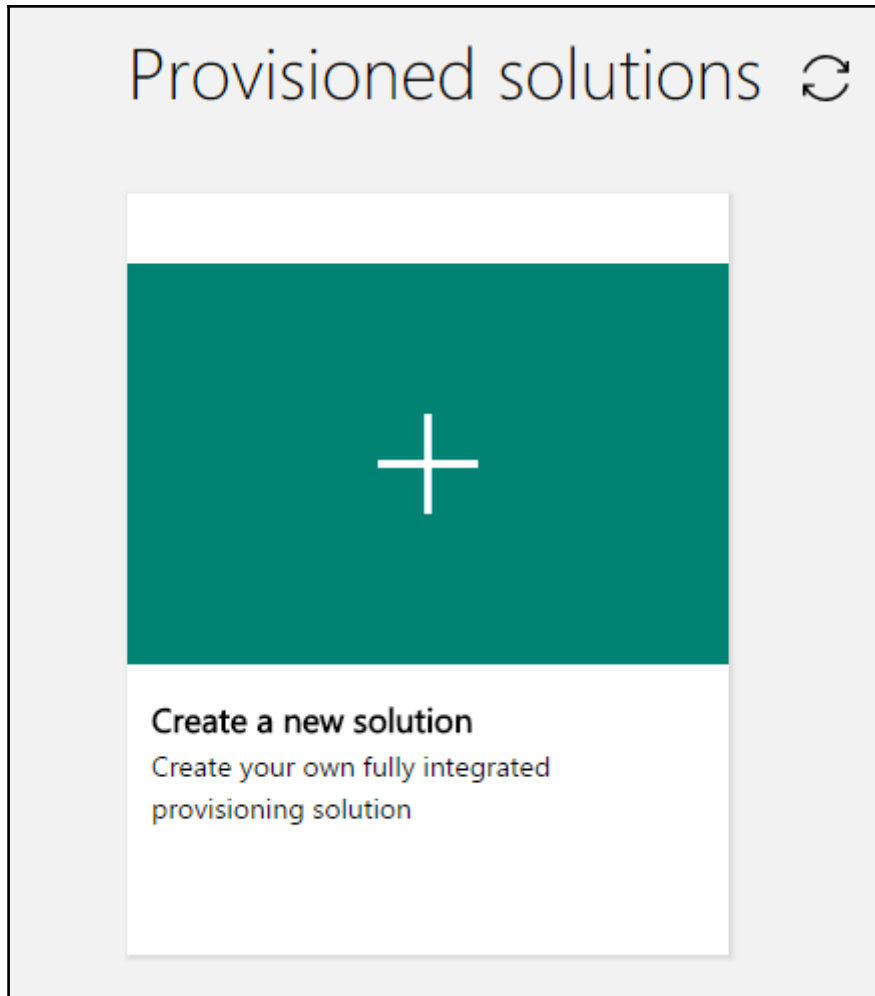 Provisioned solutions
Create a new solution
Create your own fully integrated
provisioning solution